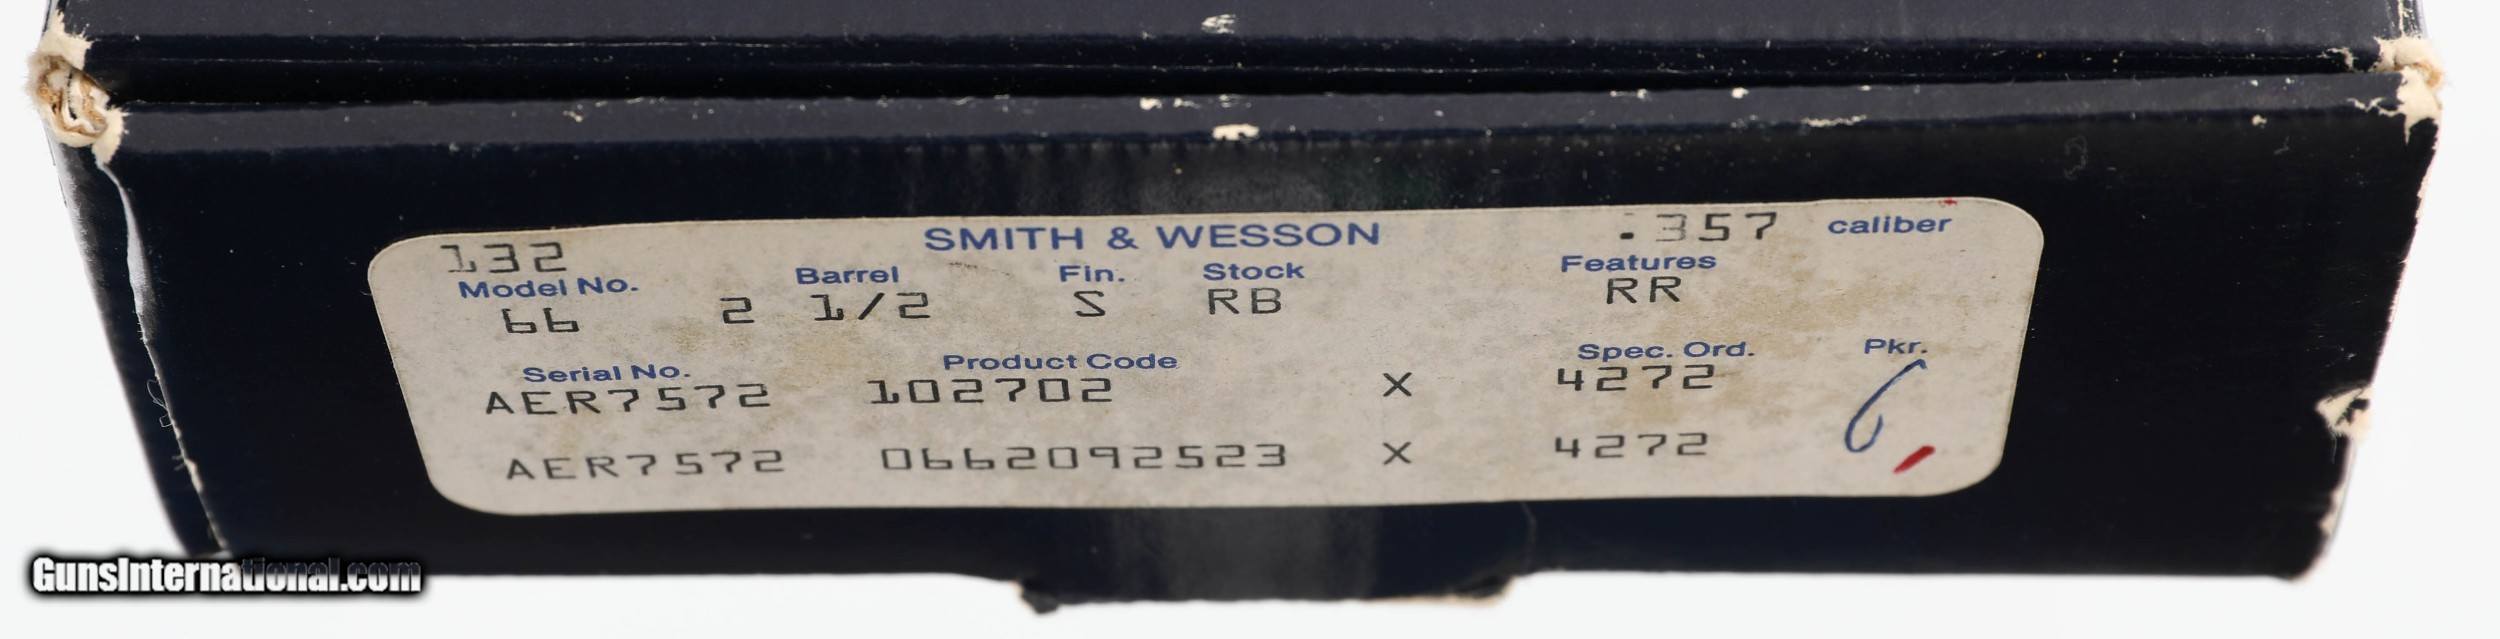 132 SMITH & WESSON .357 caliber
Model No. Barrel Fin. Stock Features
66 2 1/2 S RB RR
Serial No. Product Code Spec. Ord. Pkr.
AER7572 102702 X 4272 6
AER7572 0662092523 X 4272
GunsInternational.com